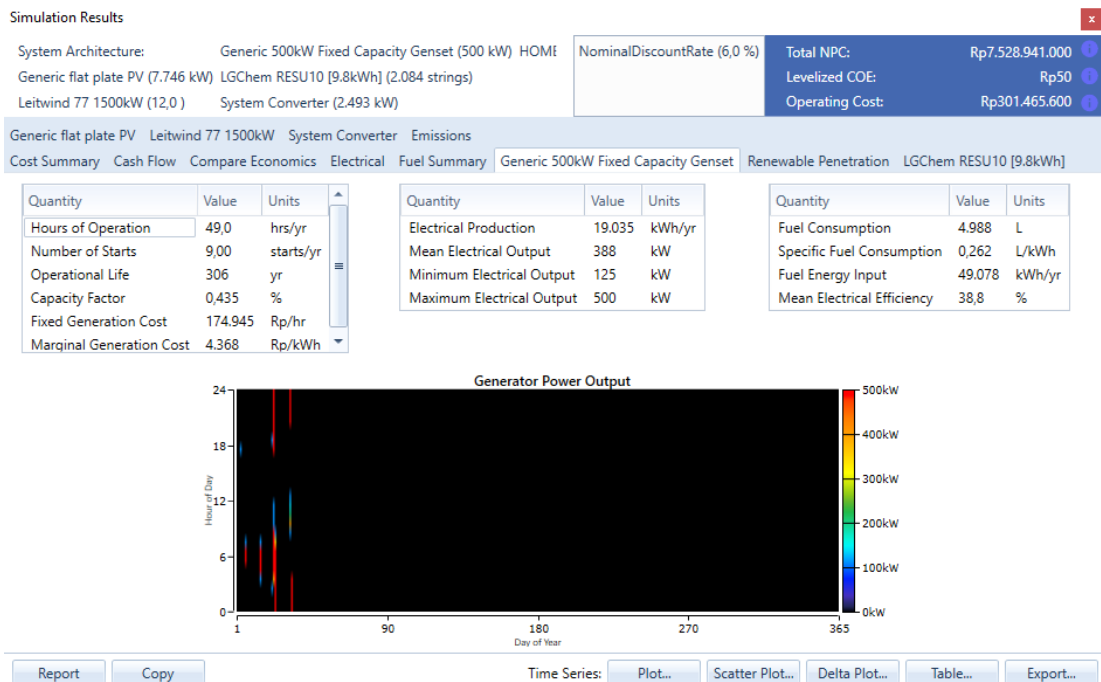 Simulation Results
x
System Architecture: Generic 500kW Fixed Capacity Genset (500 kW) HOME
Generic flat plate PV (7.746 kW) LGChem RESU10 [9.8kWh] (2.084 strings)
Leitwind 77 1500kW (12,0 ) System Converter (2.493 kW)
NominalDiscountRate (6,0 %)
Total NPC: Rp7.528.941.000
Levelized COE: Rp50
Operating Cost: Rp301.465.600
Generic flat plate PV Leitwind 77 1500kW System Converter Emissions
Cost Summary Cash Flow Compare Economics Electrical Fuel Summary Generic 500kW Fixed Capacity Genset Renewable Penetration LGChem RESU10 [9.8kWh]
Quantity Value Units
Hours of Operation 49,0 hrs/yr
Number of Starts 9,00 starts/yr
Operational Life 306 yr
Capacity Factor 0,435 %
Fixed Generation Cost 174.945 Rp/hr
Marginal Generation Cost 4.368 Rp/kWh
Quantity Value Units
Electrical Production 19.035 kWh/yr
Mean Electrical Output 388 kW
Minimum Electrical Output 125 kW
Maximum Electrical Output 500 kW
Quantity Value Units
Fuel Consumption 4.988 L
Specific Fuel Consumption 0,262 L/kWh
Fuel Energy Input 49.078 kWh/yr
Mean Electrical Efficiency 38,8 %
Generator Power Output
Hour of Day
24
18
12
6
0
1 90 180 270 365
Day of Year
500kW
400kW
300kW
200kW
100kW
0kW
Report Copy Time Series: Plot... Scatter Plot... Delta Plot... Table... Export...